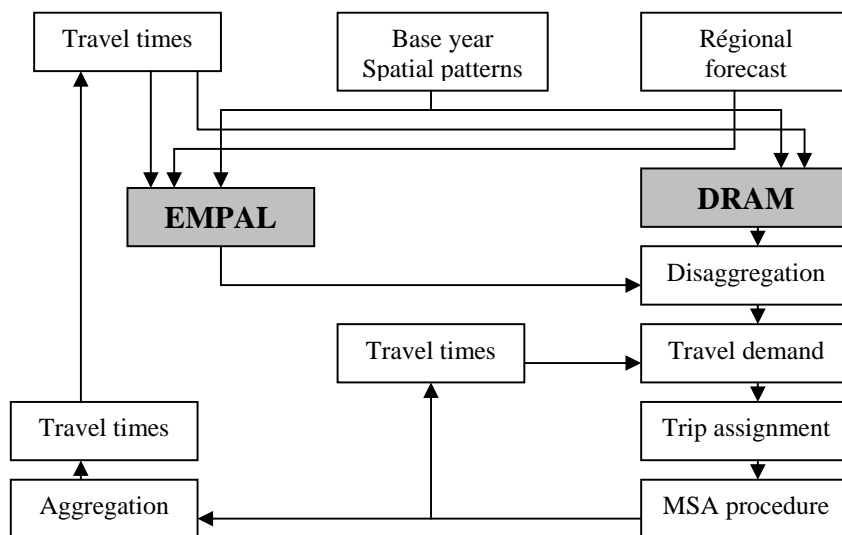 Travel times
Base year
Spatial patterns
Régional
forecast
EMPAL
DRAM
Disaggregation
Travel times
Travel demand
Travel times
Trip assignment
Aggregation
MSA procedure